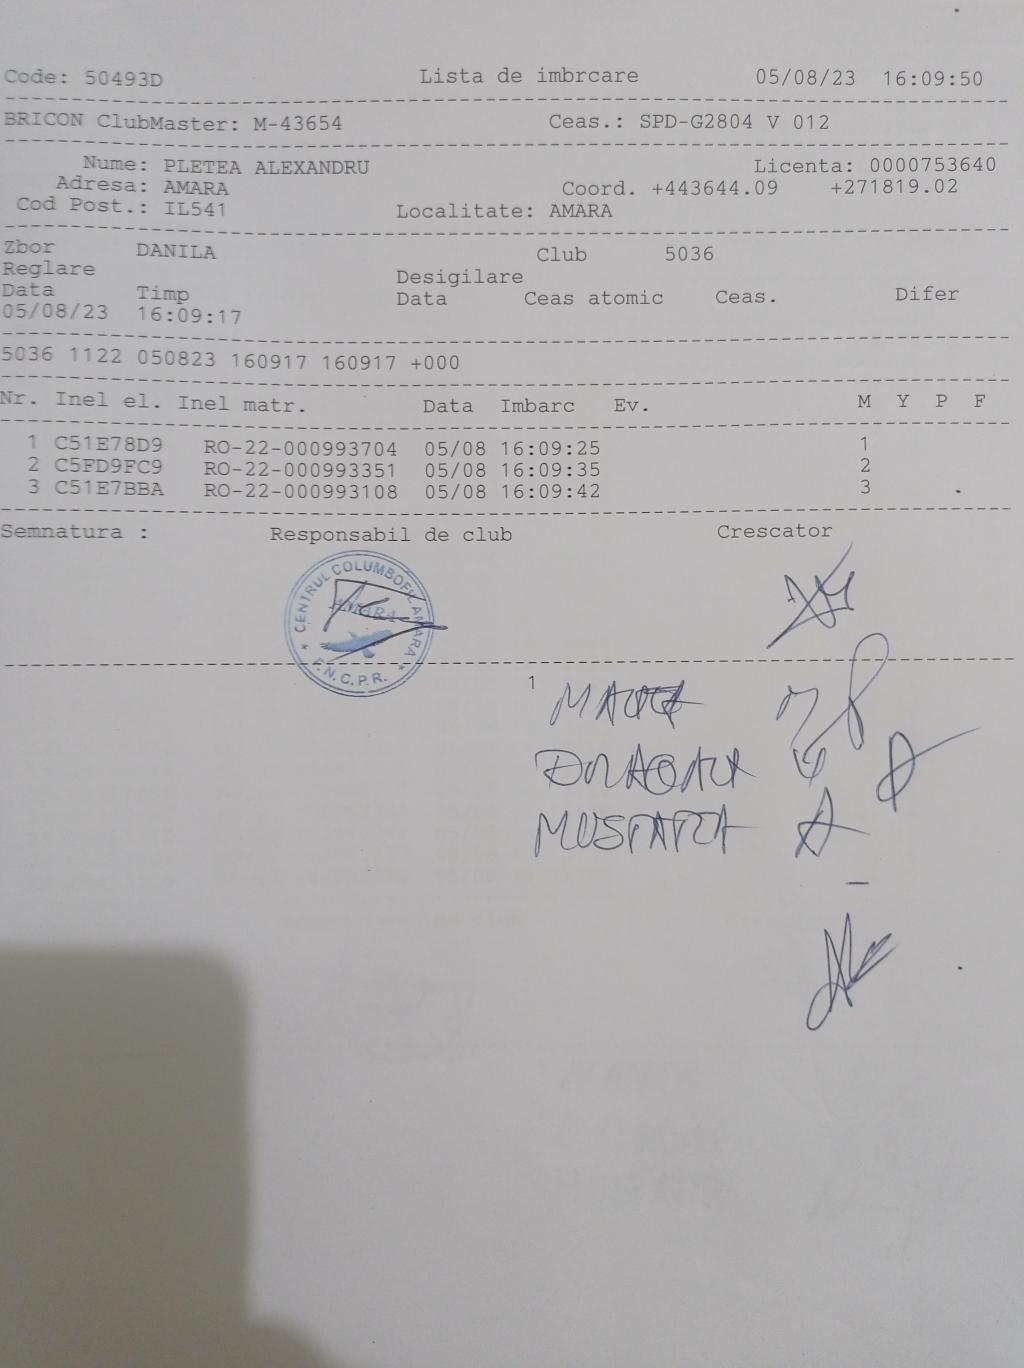 Code: 50493D Lista de imbrcare 05/08/23 16:09:50
BRICON ClubMaster: M-43654 Ceas.: SPD-G2804 V 012
Nume: PLETEA ALEXANDRU Licenta: 0000753640
Adresa: AMARA Coord. +443644.09 +271819.02
Cod Post.: IL541 Localitate: AMARA
Zbor DANILA Club 5036
Reglare Desigilare
Data Timp Data Ceas atomic Ceas. Difer
05/08/23 16:09:17
5036 1122 050823 160917 160917 +000
Nr. Inel el. Inel matr. Data Imbarc Ev. M Y P F
1 C51E78D9 RO-22-000993704 05/08 16:09:25 1
2 C5FD9FC9 RO-22-000993351 05/08 16:09:35 2
3 C51E7BBA RO-22-000993108 05/08 16:09:42 3
Semnatura : Responsabil de club Crescator
CENTRUL COLUMBOFIL AMARA
AMARA
F.N.C.P.R.
1